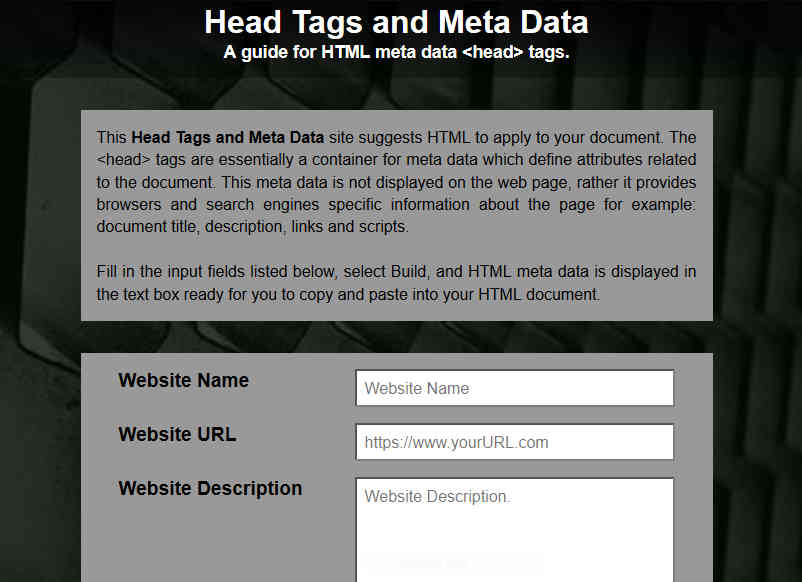 Head Tags and Meta Data
A guide for HTML meta data <head> tags.
This Head Tags and Meta Data site suggests HTML to apply to your document. The
<head> tags are essentially a container for meta data which define attributes related
to the document. This meta data is not displayed on the web page, rather it provides
browsers and search engines specific information about the page for example:
document title, description, links and scripts.
Fill in the input fields listed below, select Build, and HTML meta data is displayed in
the text box ready for you to copy and paste into your HTML document.
Website Name
Website Name
Website URL
https://www.yourURL.com
Website Description
Website Description.